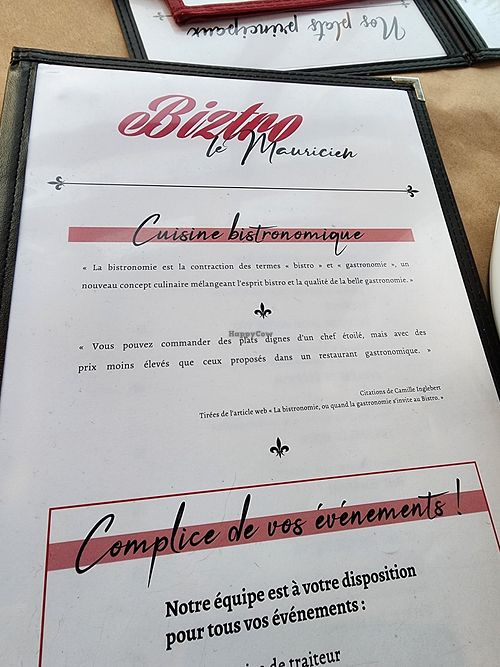 Nos plats principaux
eBiztro
le Mauricien
Cuisine bistronomique
« La bistronomie est la contraction des termes « bistro » et « gastronomie », un
nouveau concept culinaire mélangeant l'esprit bistro et la qualité de la belle gastronomie. »
HappyCow
« Vous pouvez commander des plats dignes d'un chef étoilé, mais avec des
prix moins élevés que ceux proposés dans un restaurant gastronomique. »
Citations de Camille Inglebert
Tirées de l'article web « La bistronomie, ou quand la gastronomie s'invite au Bistro. »
Complice de vos événements !
Notre équipe est à votre disposition
pour tous vos événements :
de traiteur